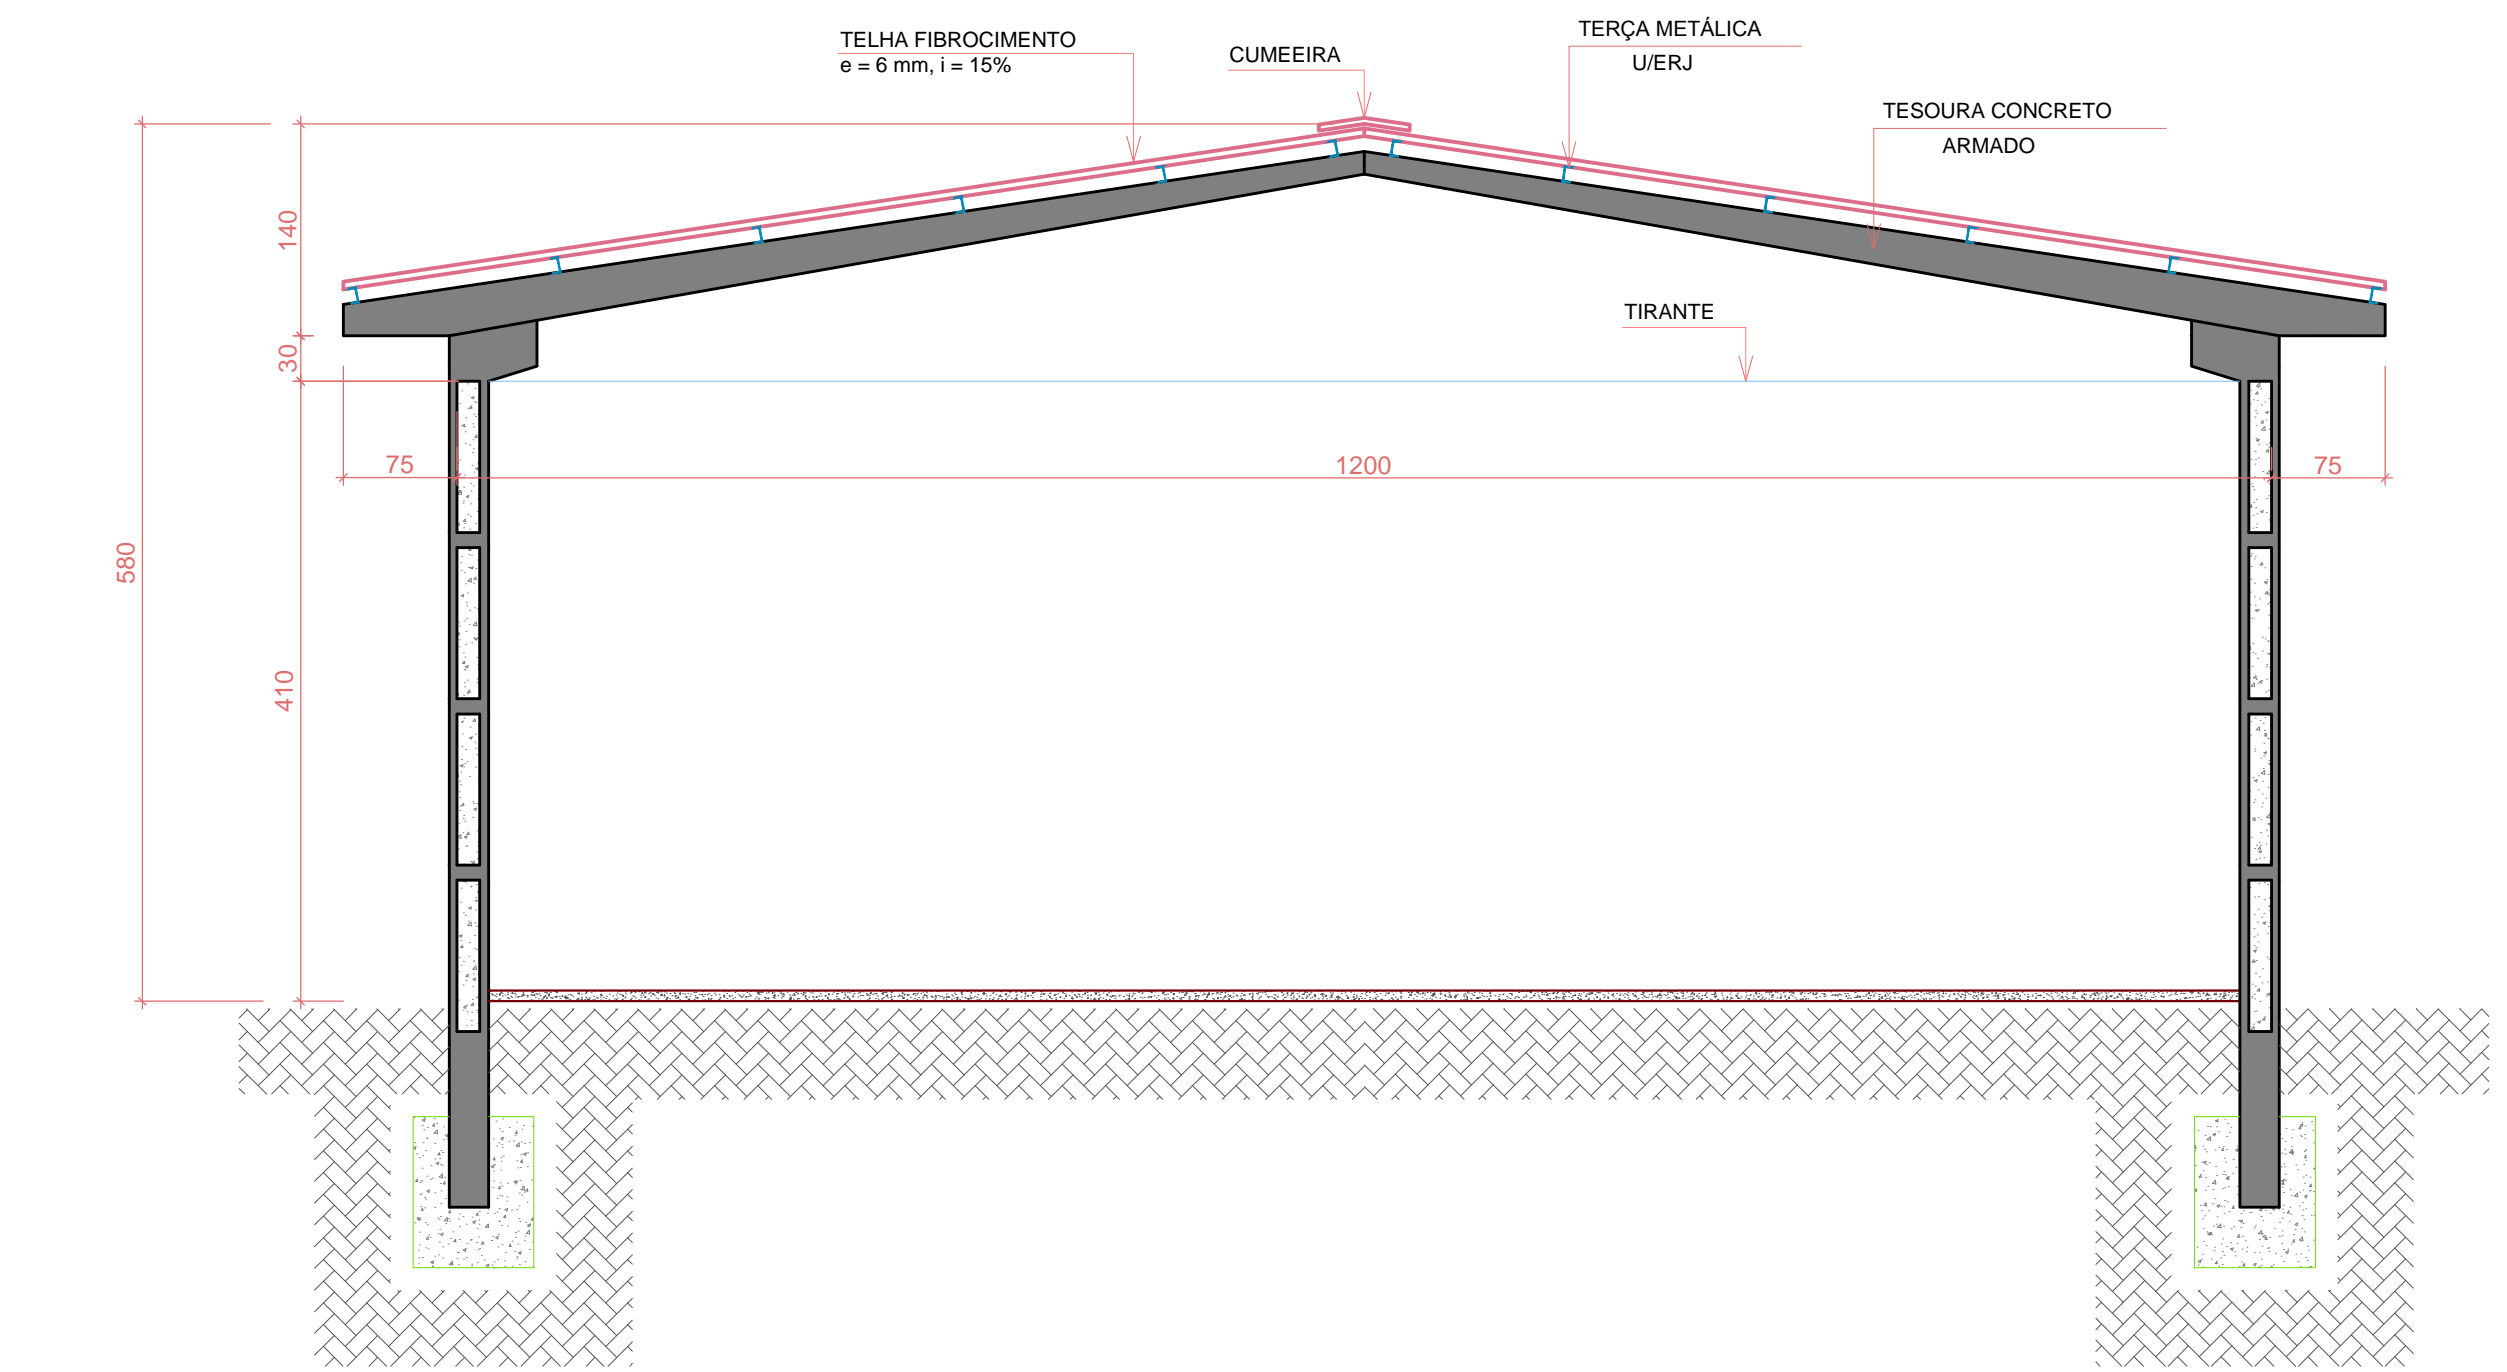 TELHA FIBROCIMENTO
e = 6 mm, i = 15%
CUMEEIRA
TERÇA METÁLICA
U/ERJ
TESOURA CONCRETO
ARMADO
140
30
TIRANTE
75
1200
75
580
410